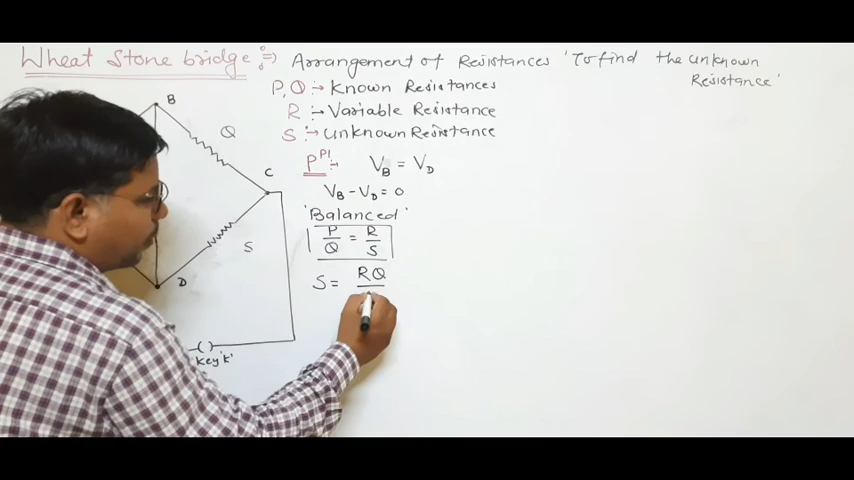 Wheat Stone bridge :=> Arrangement of Resistances 'To find the unknown
Resistance'
P, Q :→ Known Resistances
R :→ Variable Resistance
S :→ Unknown Resistance
P^Pl :→ V_B = V_D
V_B - V_D = 0
'Balanced'
P/Q = R/S
S = RQ/
B
Q
C
S
D
Key 'k'